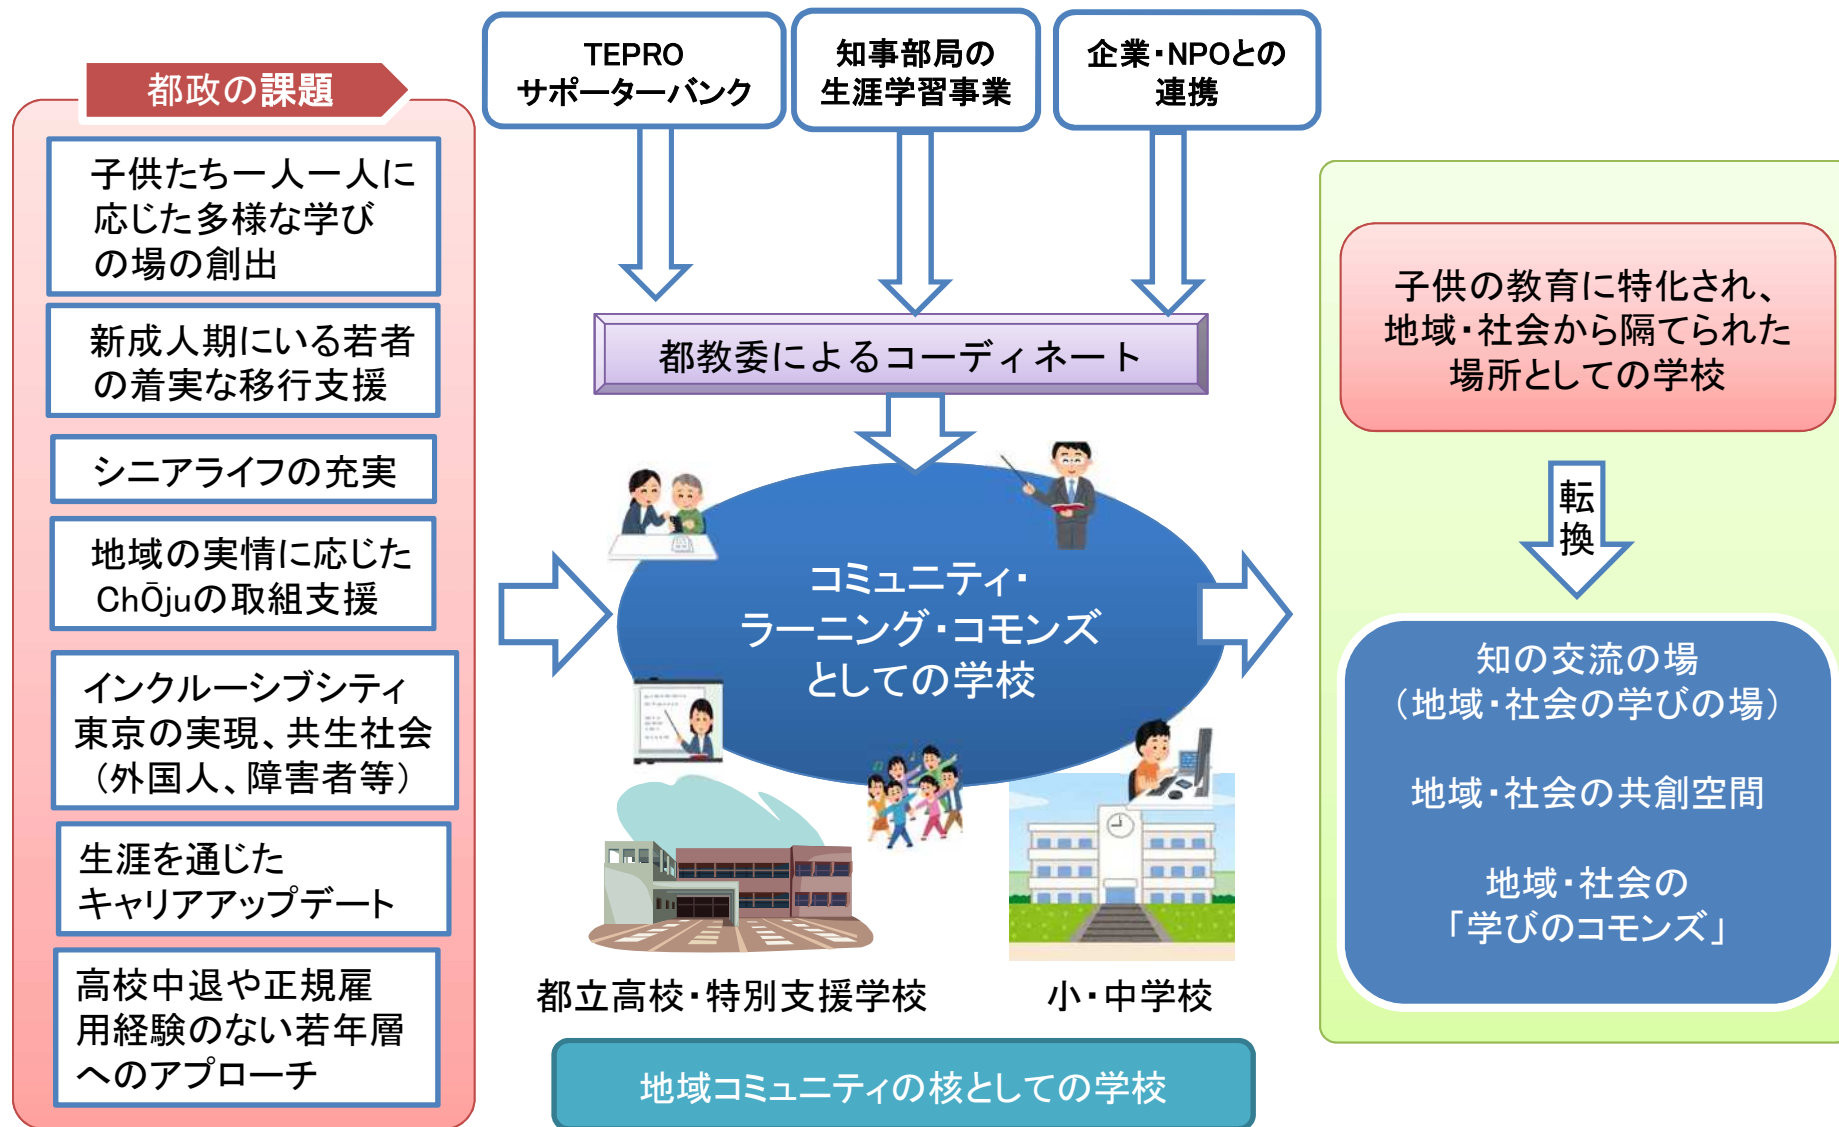 都政の課題
子供たち一人一人に
応じた多様な学び
の場の創出
新成人期にいる若者
の着実な移行支援
シニアライフの充実
地域の実情に応じた
ChŌjuの取組支援
インクルーシブシティ
東京の実現、共生社会
（外国人、障害者等）
生涯を通じた
キャリアアップデート
高校中退や正規雇
用経験のない若年層
へのアプローチ
TEPRO
サポーターバンク
知事部局の
生涯学習事業
企業・NPOとの
連携
都教委によるコーディネート
コミュニティ・
ラーニング・コモンズ
としての学校
都立高校・特別支援学校
小・中学校
地域コミュニティの核としての学校
子供の教育に特化され、
地域・社会から隔てられた
場所としての学校
転
換
知の交流の場
（地域・社会の学びの場）
地域・社会の共創空間
地域・社会の
「学びのコモンズ」